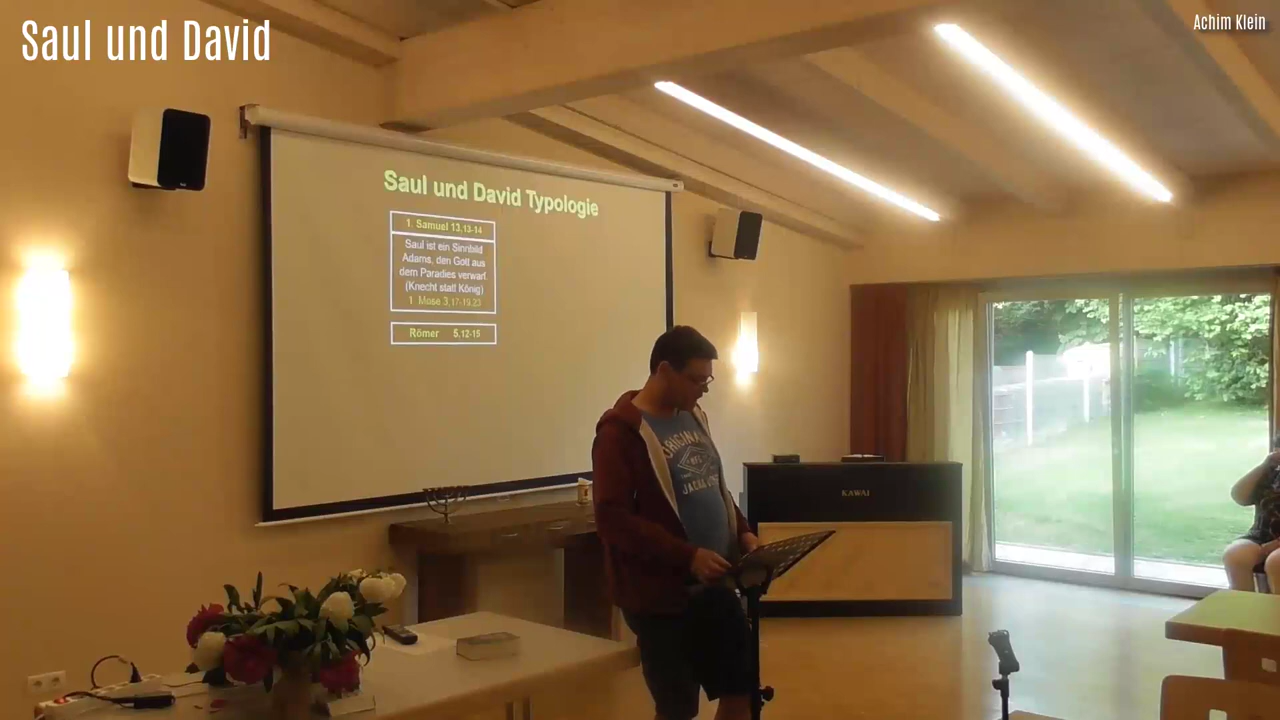 Saul und David
Achim Klein
Saul und David Typologie
1. Samuel 13,13-14
Saul ist ein Sinnbild
Adams, den Gott aus
dem Paradies verwarf.
(Knecht statt König)
1. Mose 3,17-19.23
Römer 5,12-15
ORIGINAL
JACK
KAWAI